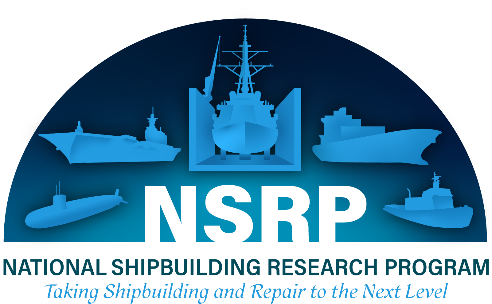 NSRP
NATIONAL SHIPBUILDING RESEARCH PROGRAM
Taking Shipbuilding and Repair to the Next Level